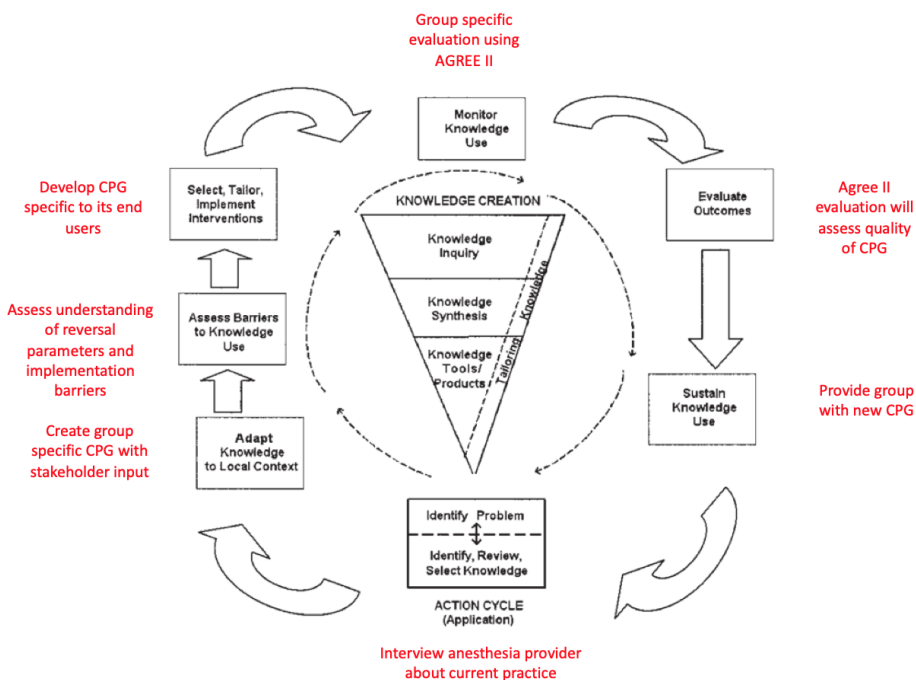 Group specific
evaluation using
AGREE II
Monitor
Knowledge
Use
Develop CPG
specific to its end
users
Select, Tailor,
Implement
Interventions
KNOWLEDGE CREATION
Knowledge
Inquiry
Knowledge
Synthesis
Knowledge
Tools/
Products
Tailoring Knowledge
Evaluate
Outcomes
Agree II
evaluation will
assess quality
of CPG
Assess understanding
of reversal
parameters and
implementation
barriers
Assess Barriers
to Knowledge
Use
Sustain
Knowledge
Use
Provide group
with new CPG
Create group
specific CPG with
stakeholder input
Adapt
Knowledge
to Local Context
Identify Problem
Identify, Review,
Select Knowledge
ACTION CYCLE
(Application)
Interview anesthesia provider
about current practice